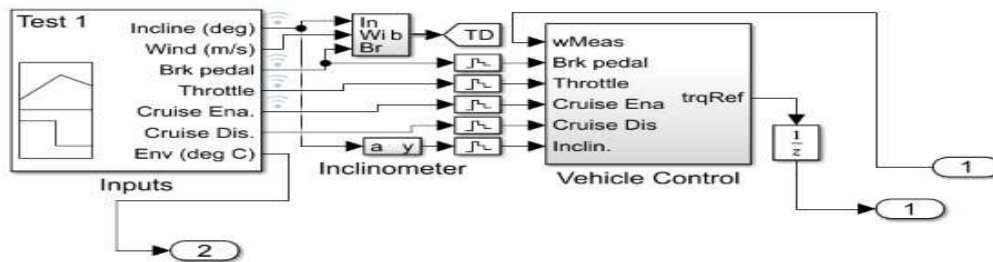 Test 1
Incline (deg)
Wind (m/s)
Brk pedal
Throttle
Cruise Ena.
Cruise Dis.
Env (deg C)
Inputs
In
Wi b
Br
TD
a y
Inclinometer
wMeas
Brk pedal
Throttle
Cruise Ena
Cruise Dis
Inclin.
trqRef
Vehicle Control
1
z
1
1
2